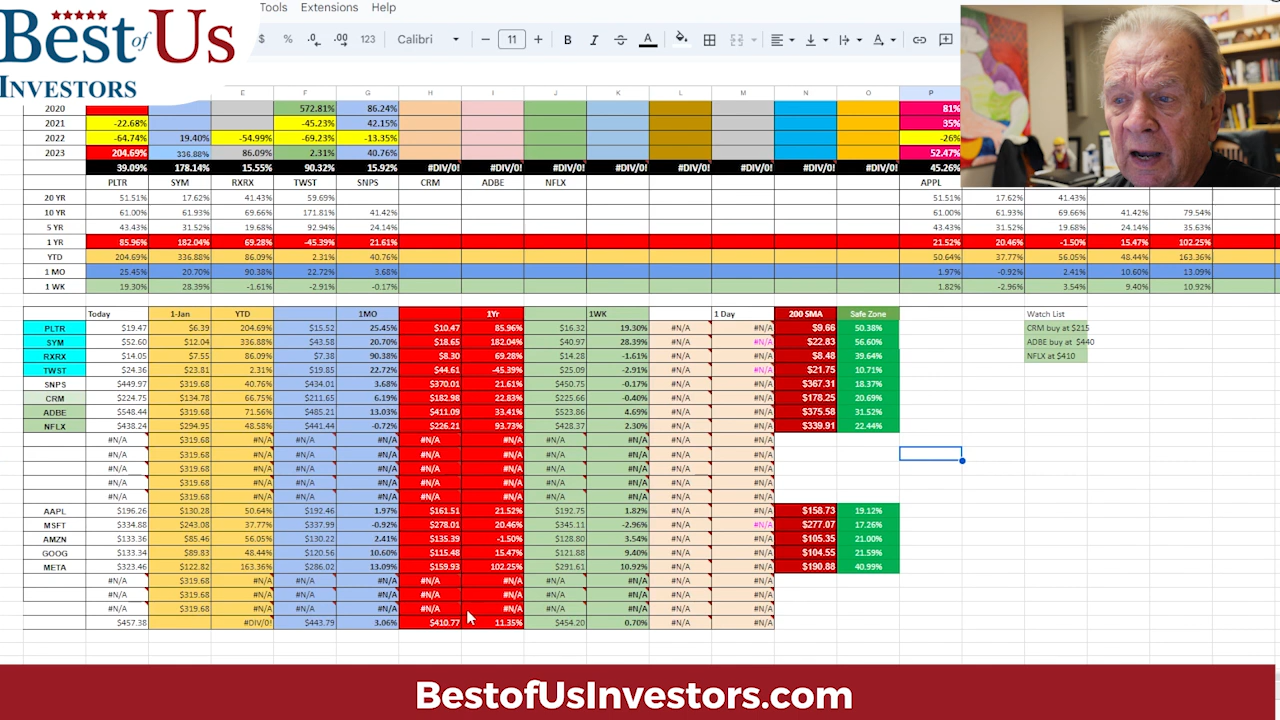 Best of Us
INVESTORS
Tools Extensions Help
$ % .0 .00 123 Calibri − 11 + B I S A
E F G H I J K L M N O P
2020 572.81% 86.24% 81%
2021 -22.68% -45.23% 42.15% 35%
2022 -64.74% 19.40% -54.99% -69.23% -13.35% -26%
2023 204.69% 336.88% 86.09% 2.31% 40.76% 52.47%
39.09% 178.14% 15.55% 90.32% 15.92% #DIV/0! #DIV/0! #DIV/0! #DIV/0! #DIV/0! #DIV/0! #DIV/0! #DIV/0! 45.26%
PLTR SYM RXRX TWST SNPS CRM ADBE NFLX APPL
20 YR 51.51% 17.62% 41.43% 59.69% 51.51% 17.62% 41.43%
10 YR 61.00% 61.93% 69.66% 171.81% 41.42% 61.00% 61.93% 69.66% 41.42% 79.54%
5 YR 43.43% 31.52% 19.68% 92.94% 24.14% 43.43% 31.52% 19.68% 24.14% 35.63%
1 YR 85.96% 182.04% 69.28% -45.39% 21.61% 21.52% 20.46% -1.50% 15.47% 102.25%
YTD 204.69% 336.88% 86.09% 2.31% 40.76% 50.64% 37.77% 56.05% 48.44% 163.36%
1 MO 25.45% 20.70% 90.38% 22.72% 3.68% 1.97% -0.92% 2.41% 10.60% 13.09%
1 WK 19.30% 28.39% -1.61% -2.91% -0.17% 1.82% -2.96% 3.54% 9.40% 10.92%
Today 1-Jan YTD 1MO 1Yr 1WK 1 Day 200 SMA Safe Zone Watch List
PLTR $19.47 $6.39 204.69% $15.52 25.45% $10.47 85.96% $16.32 19.30% #N/A #N/A $9.66 50.38% CRM buy at $215
SYM $52.60 $12.04 336.88% $43.58 20.70% $18.65 182.04% $40.97 28.39% #N/A #N/A $22.83 56.60% ADBE buy at $440
RXRX $14.05 $7.55 86.09% $7.38 90.38% $8.30 69.28% $14.28 -1.61% #N/A #N/A $8.48 39.64% NFLX at $410
TWST $24.36 $23.81 2.31% $19.85 22.72% $44.61 -45.39% $25.09 -2.91% #N/A #N/A $21.75 10.71%
SNPS $449.97 $319.68 40.76% $434.01 3.68% $370.01 21.61% $450.75 -0.17% #N/A #N/A $367.31 18.37%
CRM $224.75 $134.78 66.75% $211.65 6.19% $182.98 22.83% $225.66 -0.40% #N/A #N/A $178.25 20.69%
ADBE $548.44 $319.68 71.56% $485.21 13.03% $411.09 33.41% $523.86 4.69% #N/A #N/A $375.58 31.52%
NFLX $438.24 $294.95 48.58% $441.44 -0.72% $226.21 93.73% $428.37 2.30% #N/A #N/A $339.91 22.44%
#N/A $319.68 #N/A #N/A #N/A #N/A #N/A #N/A #N/A #N/A #N/A
#N/A $319.68 #N/A #N/A #N/A #N/A #N/A #N/A #N/A #N/A #N/A
#N/A $319.68 #N/A #N/A #N/A #N/A #N/A #N/A #N/A #N/A #N/A
#N/A $319.68 #N/A #N/A #N/A #N/A #N/A #N/A #N/A #N/A #N/A
#N/A $319.68 #N/A #N/A #N/A #N/A #N/A #N/A #N/A #N/A #N/A
AAPL $196.26 $130.28 50.64% $192.46 1.97% $161.51 21.52% $192.75 1.82% #N/A #N/A $158.73 19.12%
MSFT $334.88 $243.08 37.77% $337.99 -0.92% $278.01 20.46% $345.11 -2.96% #N/A #N/A $277.07 17.26%
AMZN $133.36 $85.46 56.05% $130.22 2.41% $135.39 -1.50% $128.80 3.54% #N/A #N/A $105.35 21.00%
GOOG $133.34 $89.83 48.44% $120.56 10.60% $115.48 15.47% $121.88 9.40% #N/A #N/A $104.55 21.59%
META $323.46 $122.82 163.36% $286.02 13.09% $159.93 102.25% $291.61 10.92% #N/A #N/A $190.88 40.99%
#N/A $319.68 #N/A #N/A #N/A #N/A #N/A #N/A #N/A #N/A #N/A
#N/A $319.68 #N/A #N/A #N/A #N/A #N/A #N/A #N/A #N/A #N/A
#N/A $319.68 #N/A #N/A #N/A #N/A #N/A #N/A #N/A #N/A #N/A
$457.38 #DIV/0! $443.79 3.06% $410.77 11.35% $454.20 0.70% #N/A #N/A
BestofUsInvestors.com